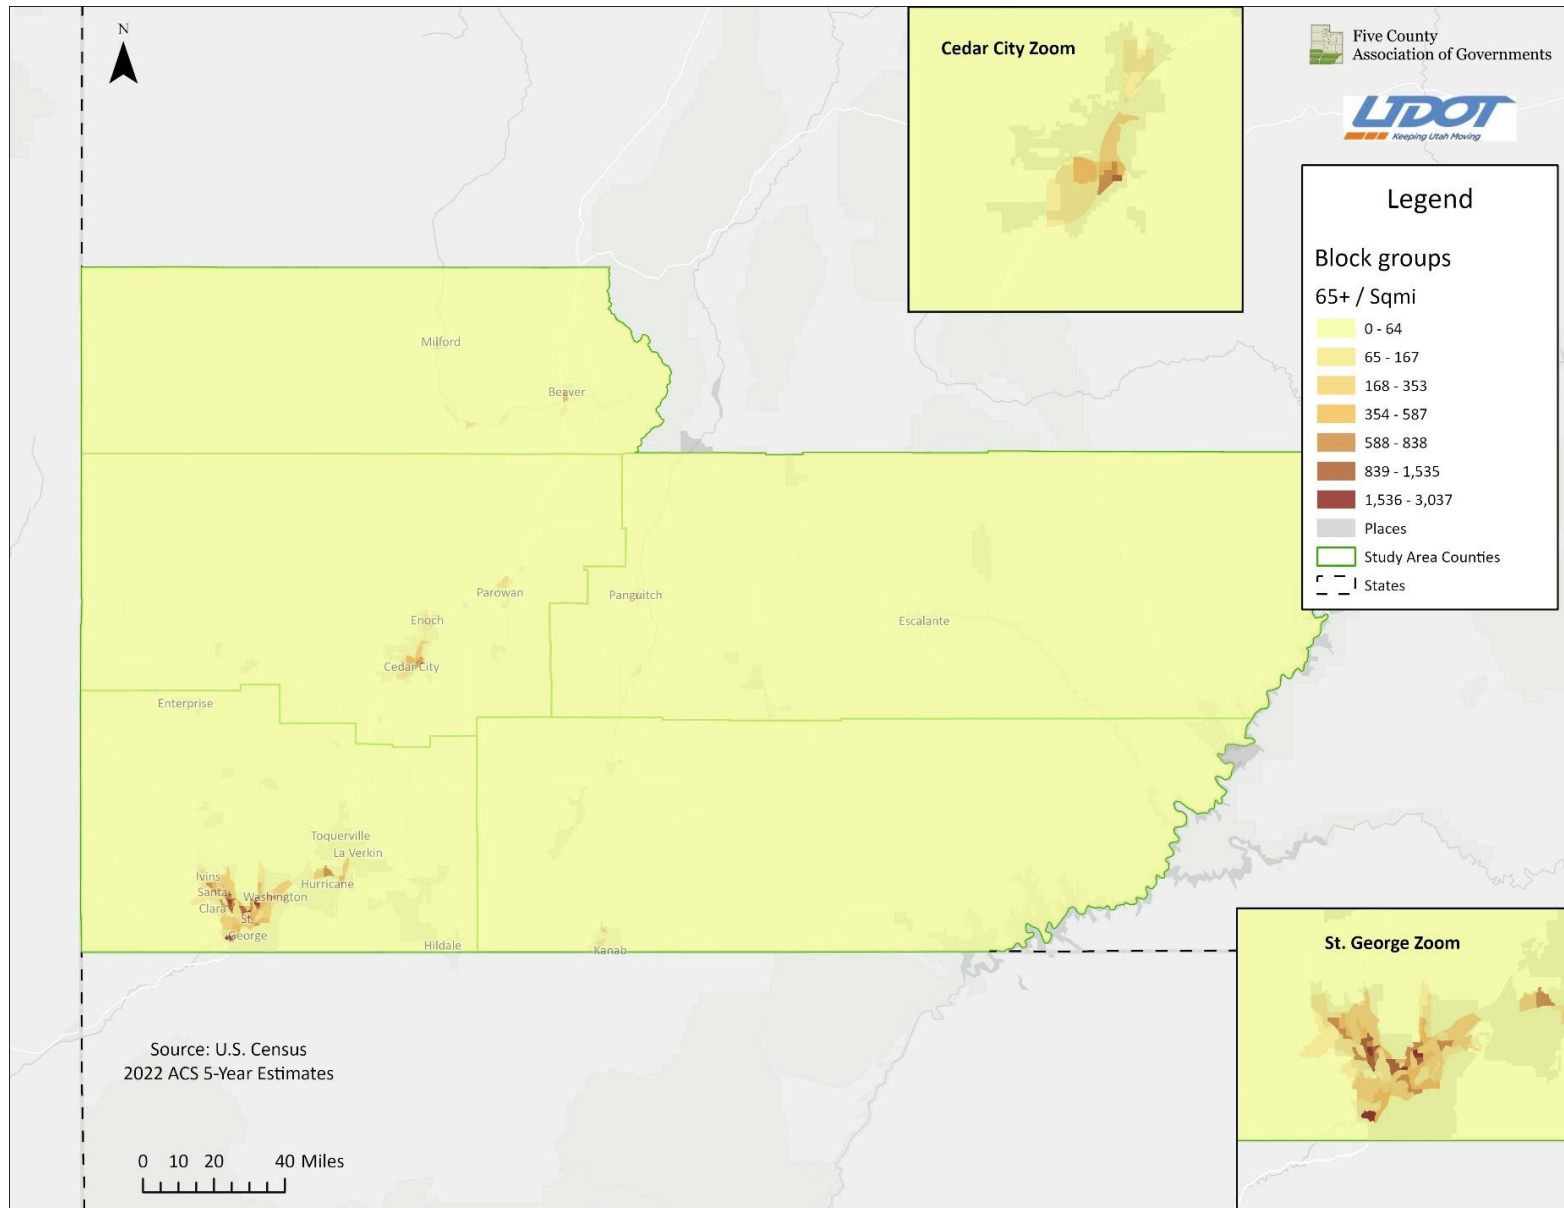 N
Cedar City Zoom
Five County
Association of Governments
UDOT
Keeping Utah Moving
Legend
Block groups
65+ / Sqmi
0 - 64
65 - 167
168 - 353
354 - 587
588 - 838
839 - 1,535
1,536 - 3,037
Places
Study Area Counties
States
Milford
Beaver
Parowan
Panguitch
Enoch
Escalante
Cedar City
Enterprise
Toquerville
La Verkin
Ivins
Hurricane
Santa
Clara
Washington
St.
George
Hildale
Kanab
St. George Zoom
Source: U.S. Census
2022 ACS 5-Year Estimates
0 10 20 40 Miles